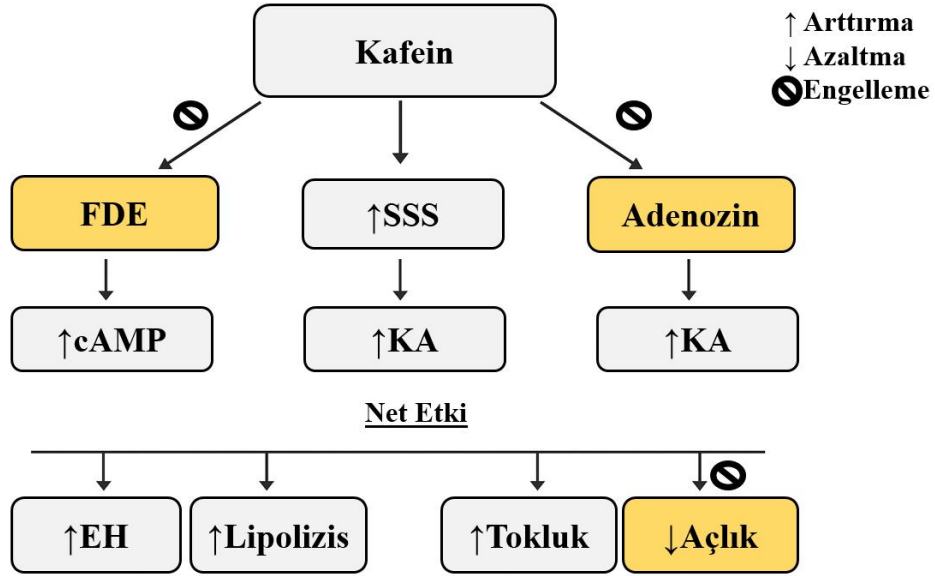 Kafein
↑ Arttırma
↓ Azaltma
Engelleme
FDE
↑SSS
Adenozin
↑cAMP
↑KA
↑KA
Net Etki
↑EH
↑Lipolizis
↑Tokluk
↓Açlık